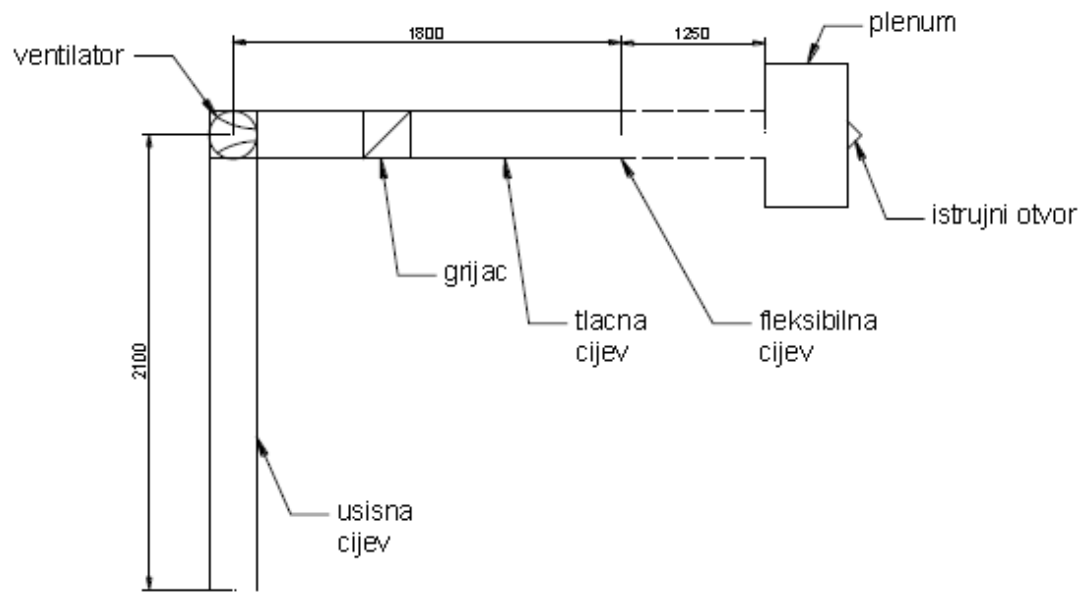 1800
1250
plenum
ventilator
istrujni otvor
grijac
tlacna
cijev
fleksibilna
cijev
2100
usisna
cijev